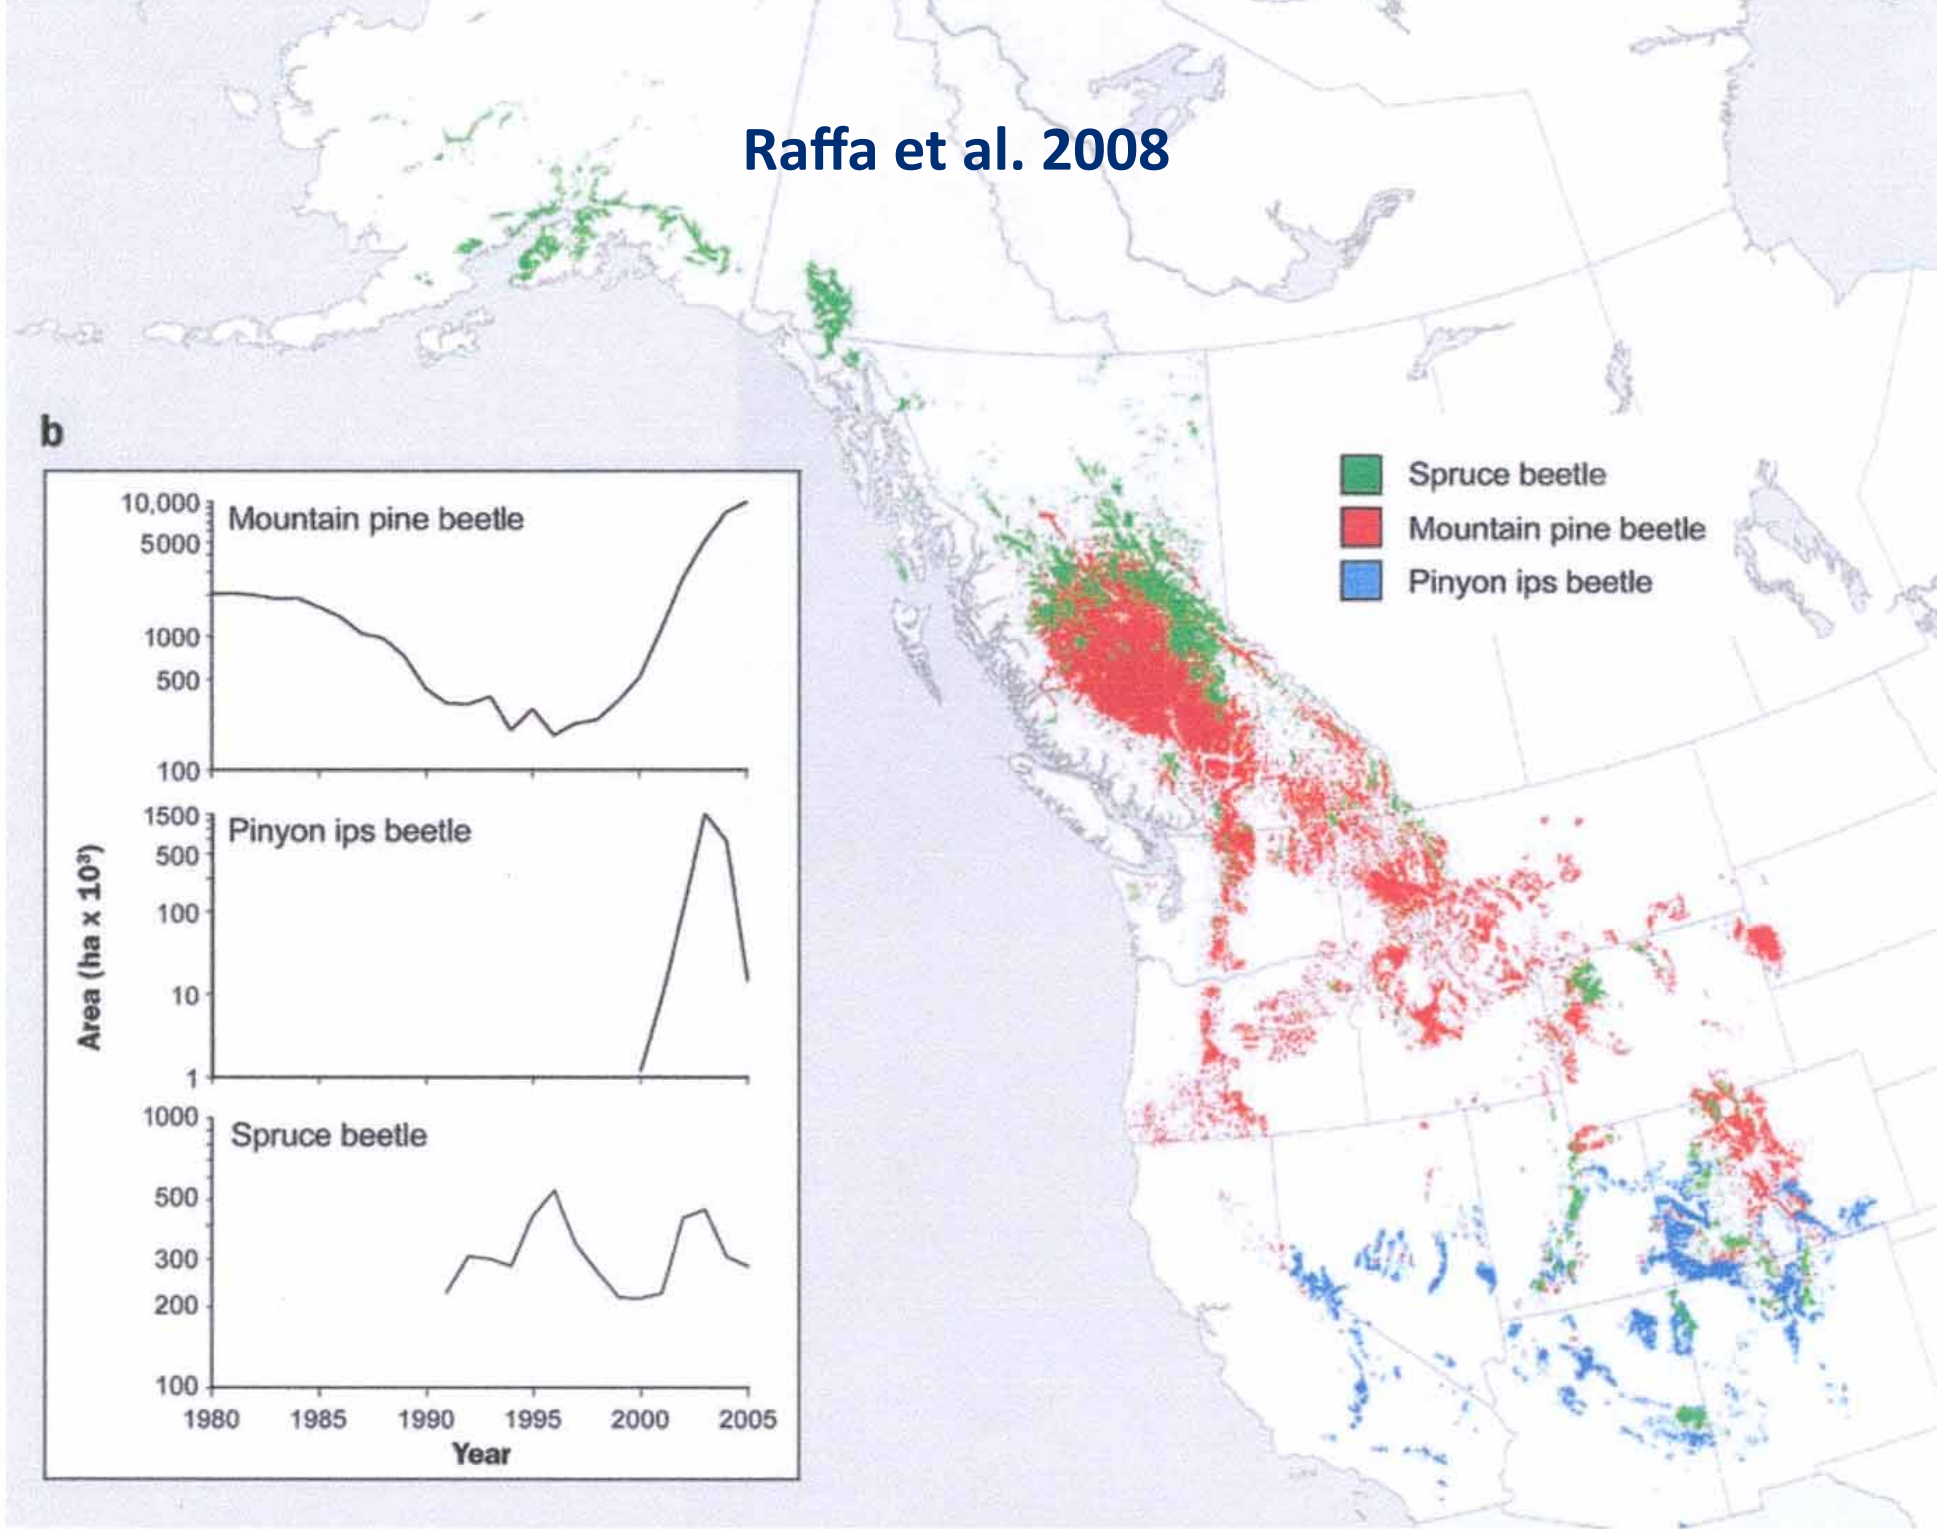 Raffa et al. 2008
b
Spruce beetle
Mountain pine beetle
Pinyon ips beetle
Area (ha x 10³)
Mountain pine beetle
10,000
5000
1000
500
100
Pinyon ips beetle
1500
500
100
10
1
Spruce beetle
1000
500
300
200
100
1980 1985 1990 1995 2000 2005
Year